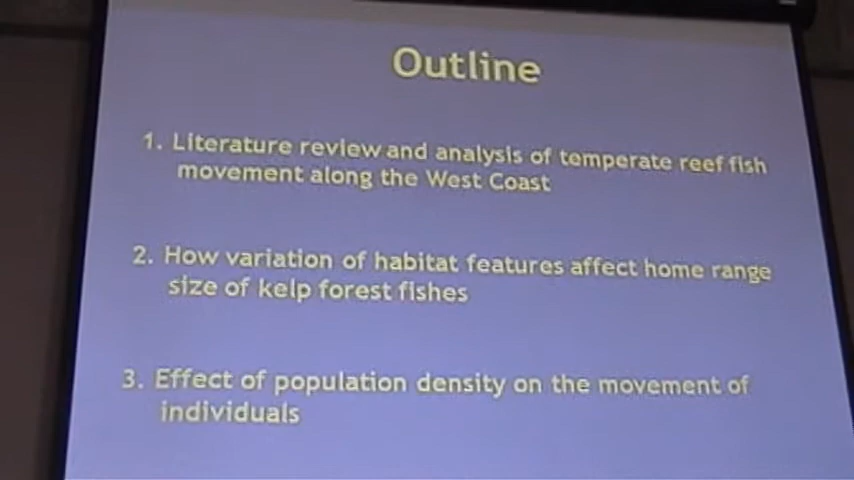 Outline
1. Literature review and analysis of temperate reef fish
movement along the West Coast
2. How variation of habitat features affect home range
size of kelp forest fishes
3. Effect of population density on the movement of
individuals